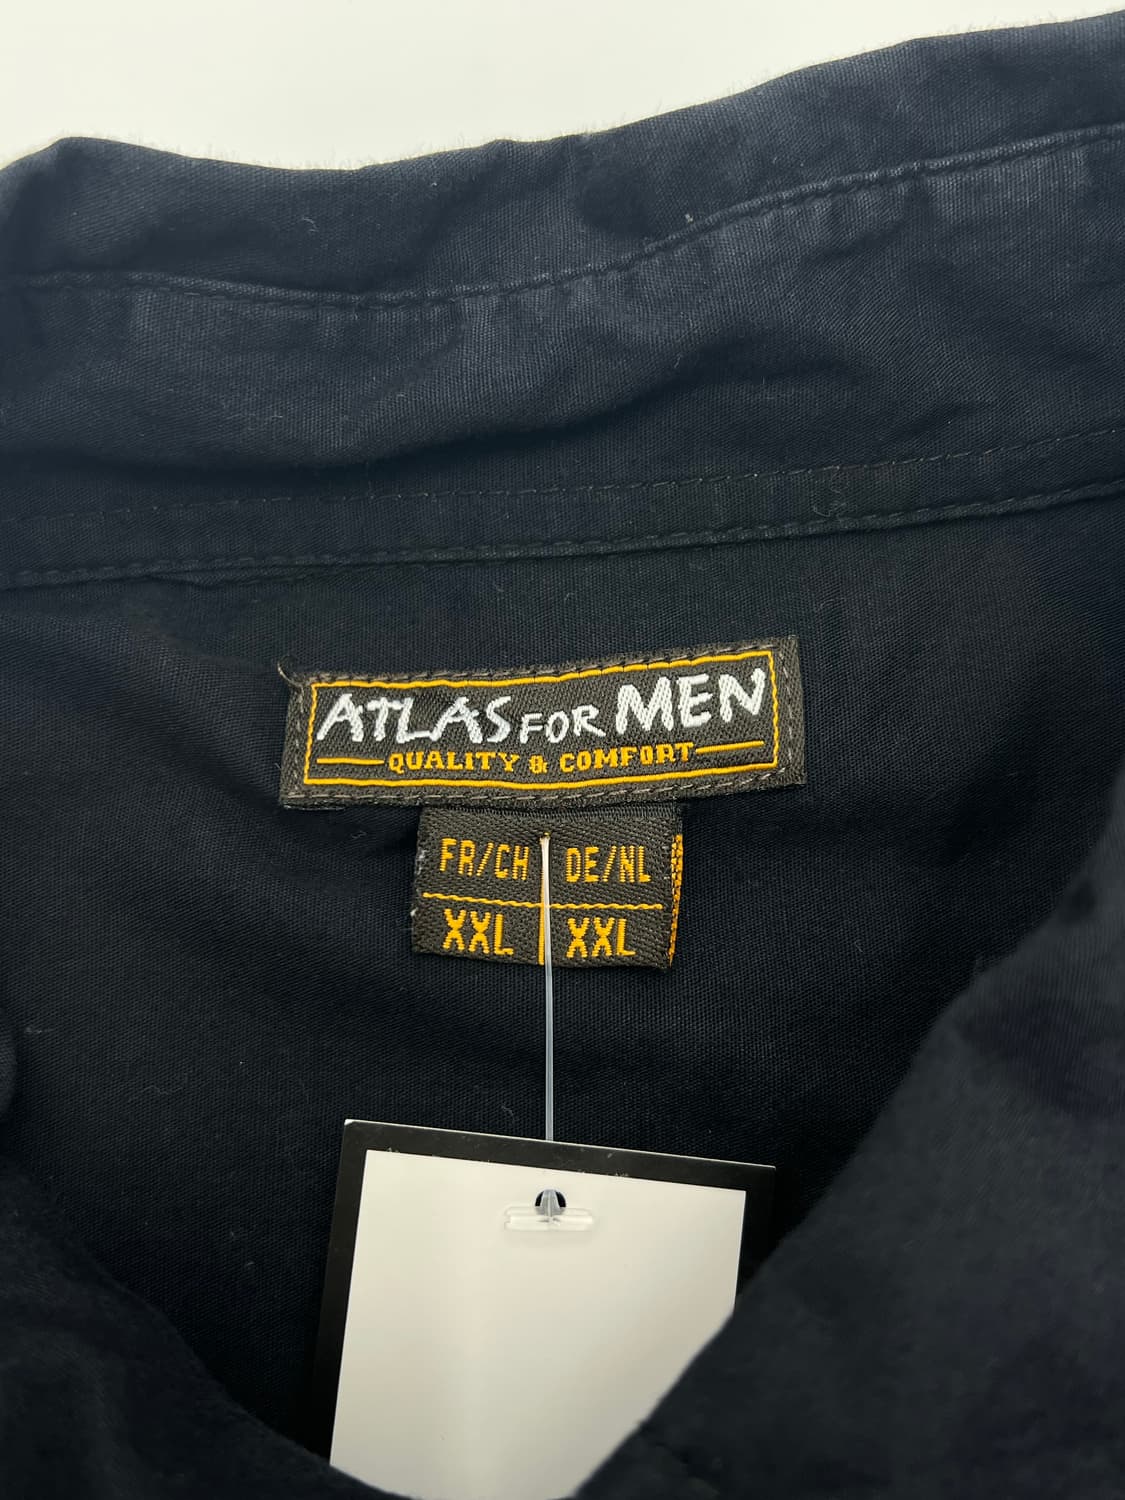 ATLAS FOR MEN
QUALITY & COMFORT
FR/CH DE/NL
XXL XXL